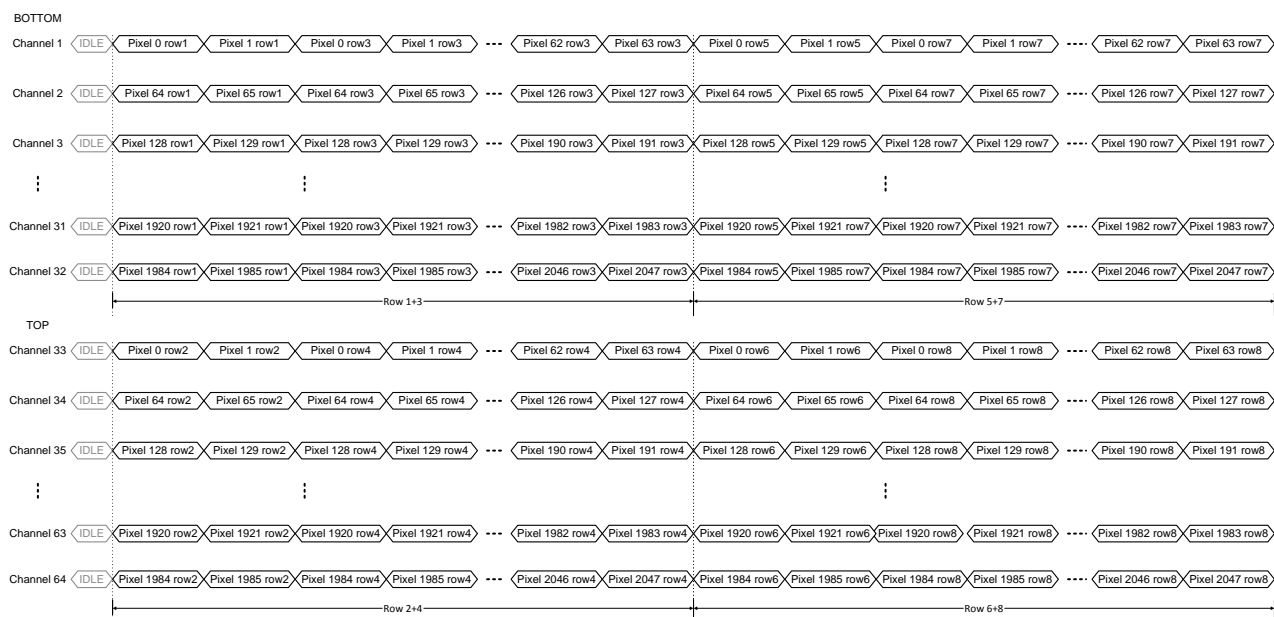 BOTTOM
Channel 1 IDLE Pixel 0 row1 Pixel 1 row1 Pixel 0 row3 Pixel 1 row3 Pixel 62 row3 Pixel 63 row3 Pixel 0 row5 Pixel 1 row5 Pixel 0 row7 Pixel 1 row7 Pixel 62 row7 Pixel 63 row7
Channel 2 IDLE Pixel 64 row1 Pixel 65 row1 Pixel 64 row3 Pixel 65 row3 Pixel 126 row3 Pixel 127 row3 Pixel 64 row5 Pixel 65 row5 Pixel 64 row7 Pixel 65 row7 Pixel 126 row7 Pixel 127 row7
Channel 3 IDLE Pixel 128 row1 Pixel 129 row1 Pixel 128 row3 Pixel 129 row3 Pixel 190 row3 Pixel 191 row3 Pixel 128 row5 Pixel 129 row5 Pixel 128 row7 Pixel 129 row7 Pixel 190 row7 Pixel 191 row7
Channel 31 IDLE Pixel 1920 row1 Pixel 1921 row1 Pixel 1920 row3 Pixel 1921 row3 Pixel 1982 row3 Pixel 1983 row3 Pixel 1920 row5 Pixel 1921 row7 Pixel 1920 row7 Pixel 1921 row7 Pixel 1982 row7 Pixel 1983 row7
Channel 32 IDLE Pixel 1984 row1 Pixel 1985 row1 Pixel 1984 row3 Pixel 1985 row3 Pixel 2046 row3 Pixel 2047 row3 Pixel 1984 row5 Pixel 1985 row7 Pixel 1984 row7 Pixel 1985 row7 Pixel 2046 row7 Pixel 2047 row7
Row 1+3 Row 5+7
TOP
Channel 33 IDLE Pixel 0 row2 Pixel 1 row2 Pixel 0 row4 Pixel 1 row4 Pixel 62 row4 Pixel 63 row4 Pixel 0 row6 Pixel 1 row6 Pixel 0 row8 Pixel 1 row8 Pixel 62 row8 Pixel 63 row8
Channel 34 IDLE Pixel 64 row2 Pixel 65 row2 Pixel 64 row4 Pixel 65 row4 Pixel 126 row4 Pixel 127 row4 Pixel 64 row6 Pixel 65 row6 Pixel 64 row8 Pixel 65 row8 Pixel 126 row8 Pixel 127 row8
Channel 35 IDLE Pixel 128 row2 Pixel 129 row2 Pixel 128 row4 Pixel 129 row4 Pixel 190 row4 Pixel 191 row4 Pixel 128 row6 Pixel 129 row6 Pixel 128 row8 Pixel 129 row8 Pixel 190 row8 Pixel 191 row8
Channel 63 IDLE Pixel 1920 row2 Pixel 1921 row2 Pixel 1920 row4 Pixel 1921 row4 Pixel 1982 row4 Pixel 1983 row4 Pixel 1920 row6 Pixel 1921 row6 Pixel 1920 row8 Pixel 1921 row8 Pixel 1982 row8 Pixel 1983 row8
Channel 64 IDLE Pixel 1984 row2 Pixel 1985 row2 Pixel 1984 row4 Pixel 1985 row4 Pixel 2046 row4 Pixel 2047 row4 Pixel 1984 row6 Pixel 1985 row6 Pixel 1984 row8 Pixel 1985 row8 Pixel 2046 row8 Pixel 2047 row8
Row 2+4 Row 6+8